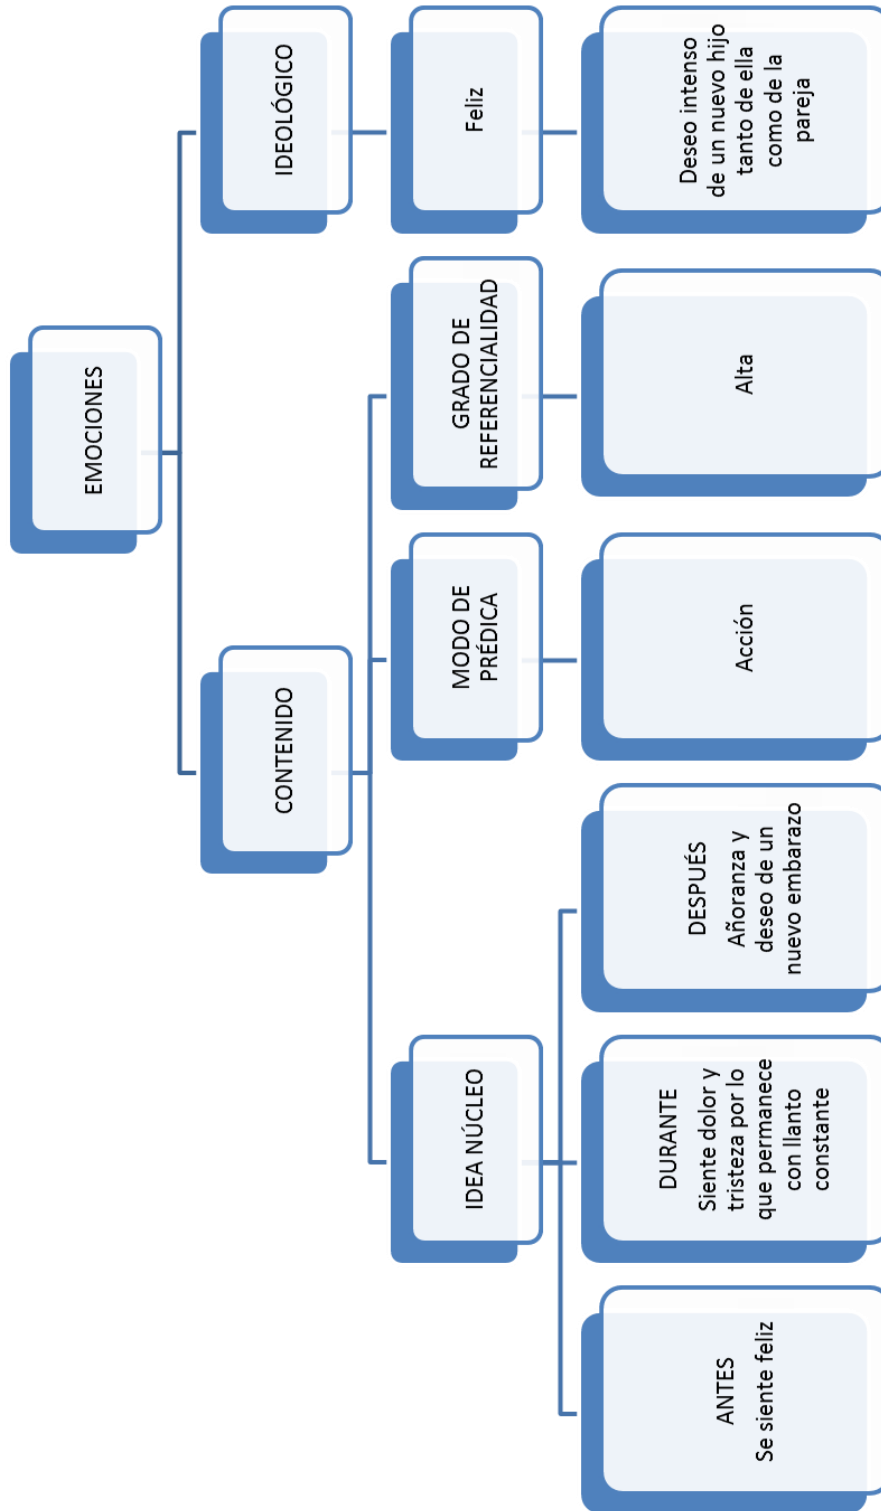 EMOCIONES
CONTENIDO
IDEOLÓGICO
IDEA NÚCLEO
MODO DE
PRÉDICA
GRADO DE
REFERENCIALIDAD
Feliz
ANTES
Se siente feliz
DURANTE
Siente dolor y
tristeza por lo
que permanece
con llanto
constante
DESPUÉS
Añoranza y
deseo de un
nuevo embarazo
Acción
Alta
Deseo intenso
de un nuevo hijo
tanto de ella
como de la
pareja